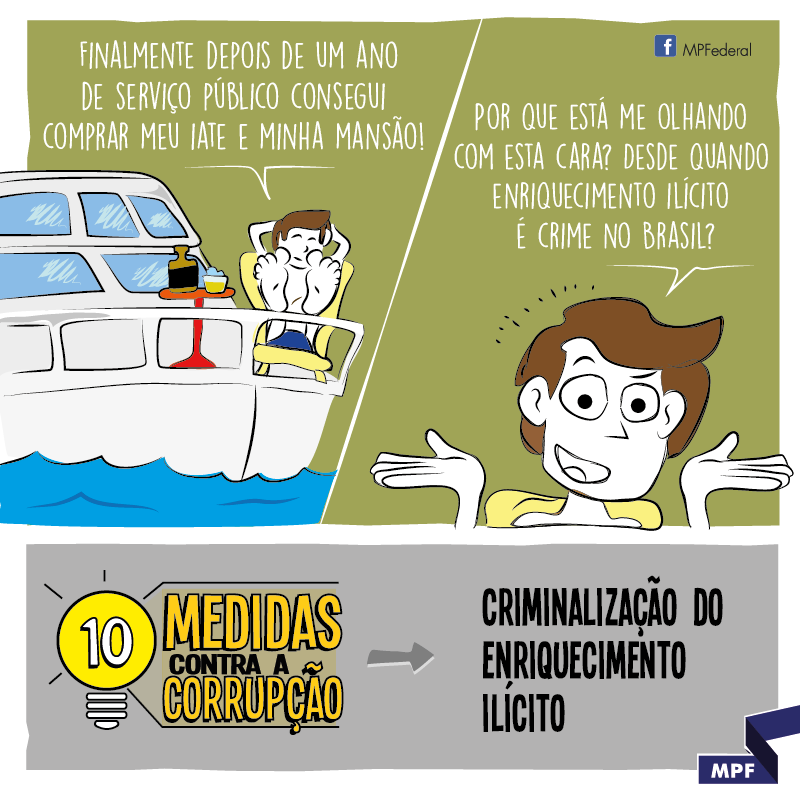 FINALMENTE DEPOIS DE UM ANO
DE SERVIÇO PÚBLICO CONSEGUI
COMPRAR MEU IATE E MINHA MANSÃO!
f MPFederal
POR QUE ESTÁ ME OLHANDO
COM ESTA CARA? DESDE QUANDO
ENRIQUECIMENTO ILÍCITO
É CRIME NO BRASIL?
10
MEDIDAS
CONTRA A
CORRUPÇÃO
CRIMINALIZAÇÃO DO
ENRIQUECIMENTO
ILÍCITO
MPF